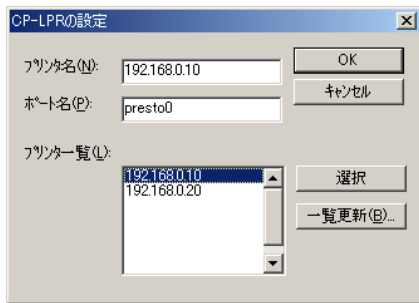 CP-LPRの設定
ﾌﾟﾘﾝﾀ名(N):
192.168.0.10
OK
ﾎﾟｰﾄ名(P):
presto0
ｷｬﾝｾﾙ
ﾌﾟﾘﾝﾀ一覧(L):
192.168.0.10
192.168.0.20
選択
一覧更新(B)...